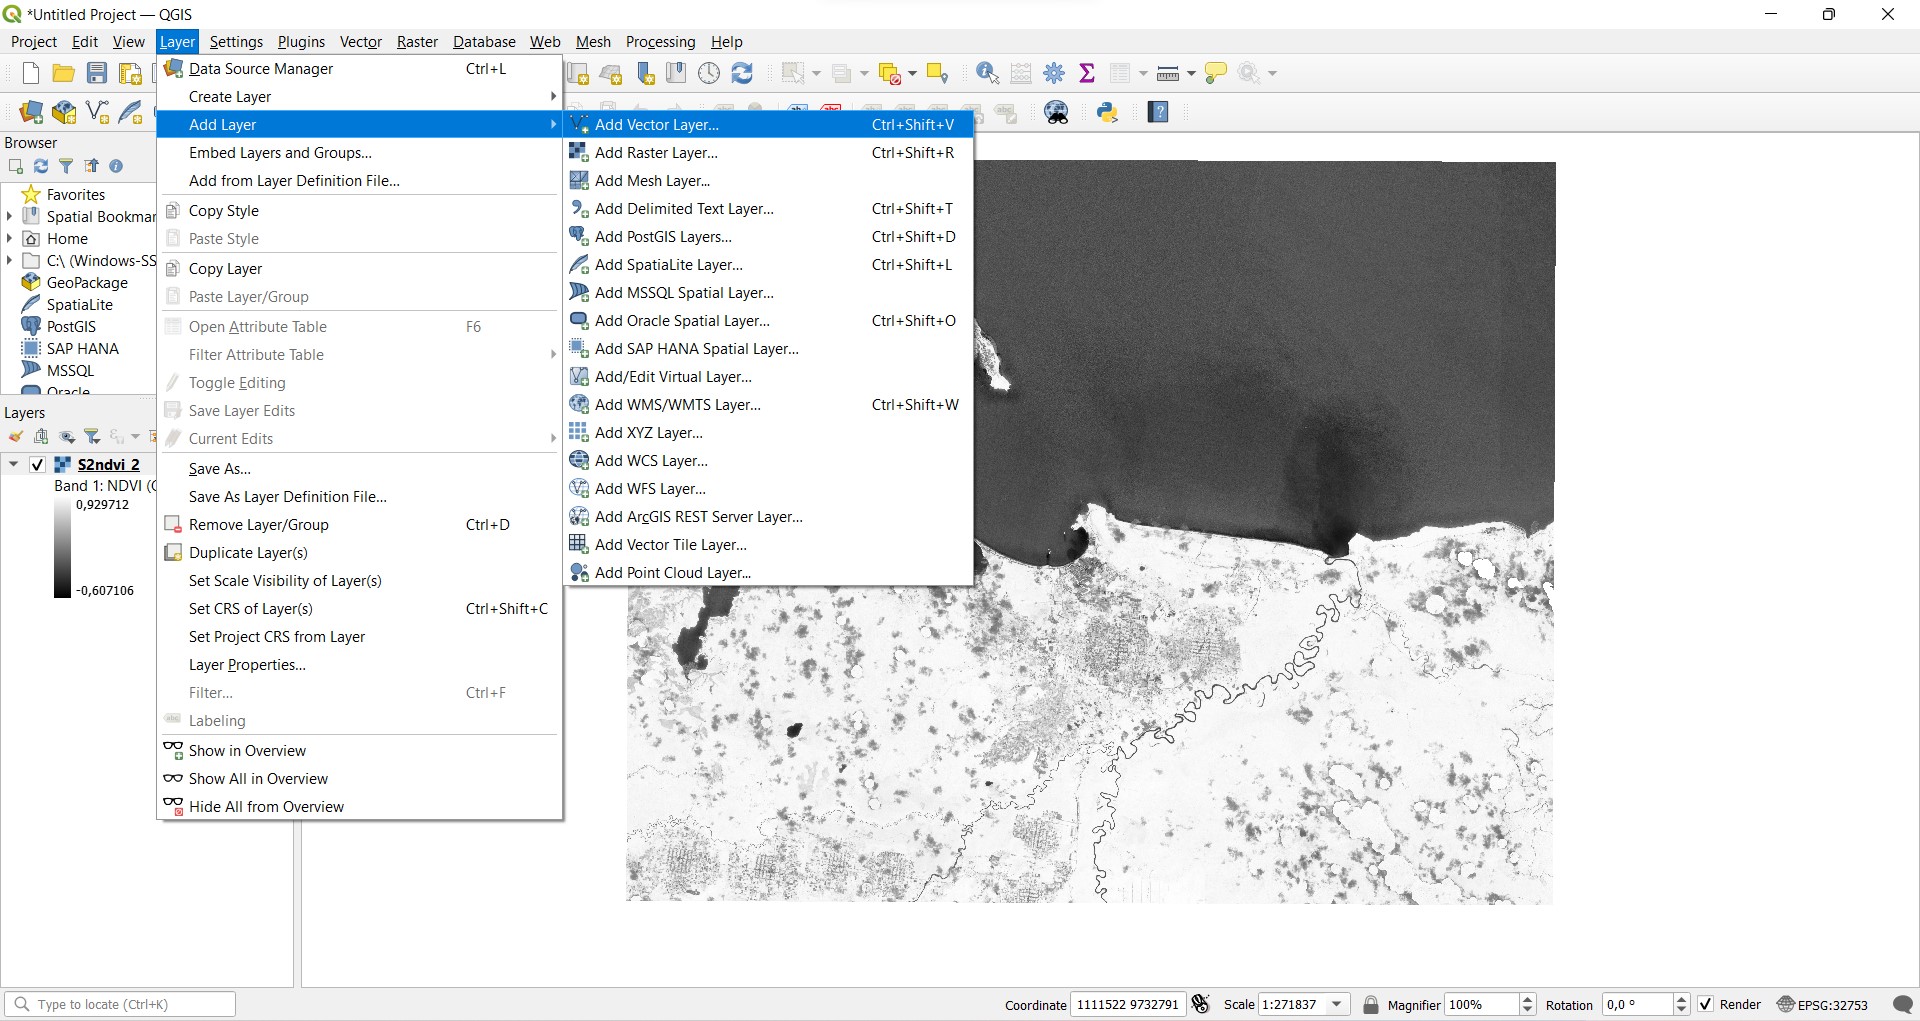 *Untitled Project — QGIS
Project Edit View Layer Settings Plugins Vector Raster Database Web Mesh Processing Help
Data Source Manager Ctrl+L
Create Layer
Add Layer
Embed Layers and Groups...
Add from Layer Definition File...
Copy Style
Paste Style
Copy Layer
Paste Layer/Group
Open Attribute Table F6
Filter Attribute Table
Toggle Editing
Save Layer Edits
Current Edits
Save As...
Save As Layer Definition File...
Remove Layer/Group Ctrl+D
Duplicate Layer(s)
Set Scale Visibility of Layer(s)
Set CRS of Layer(s) Ctrl+Shift+C
Set Project CRS from Layer
Layer Properties...
Filter... Ctrl+F
abc Labeling
Show in Overview
Show All in Overview
Hide All from Overview
Add Vector Layer... Ctrl+Shift+V
Add Raster Layer... Ctrl+Shift+R
Add Mesh Layer...
Add Delimited Text Layer... Ctrl+Shift+T
Add PostGIS Layers... Ctrl+Shift+D
Add SpatiaLite Layer... Ctrl+Shift+L
Add MSSQL Spatial Layer...
Add Oracle Spatial Layer... Ctrl+Shift+O
Add SAP HANA Spatial Layer...
Add/Edit Virtual Layer...
Add WMS/WMTS Layer... Ctrl+Shift+W
Add XYZ Layer...
Add WCS Layer...
Add WFS Layer...
Add ArcGIS REST Server Layer...
Add Vector Tile Layer...
Add Point Cloud Layer...
Browser
Favorites
Spatial Bookmar
Home
C:\ (Windows-SS
GeoPackage
SpatiaLite
PostGIS
SAP HANA
MSSQL
Oracle
Layers
S2ndvi 2
Band 1: NDVI (
0,929712
-0,607106
Type to locate (Ctrl+K)
Coordinate 1111522 9732791 Scale 1:271837 Magnifier 100% Rotation 0,0 ° Render EPSG:32753